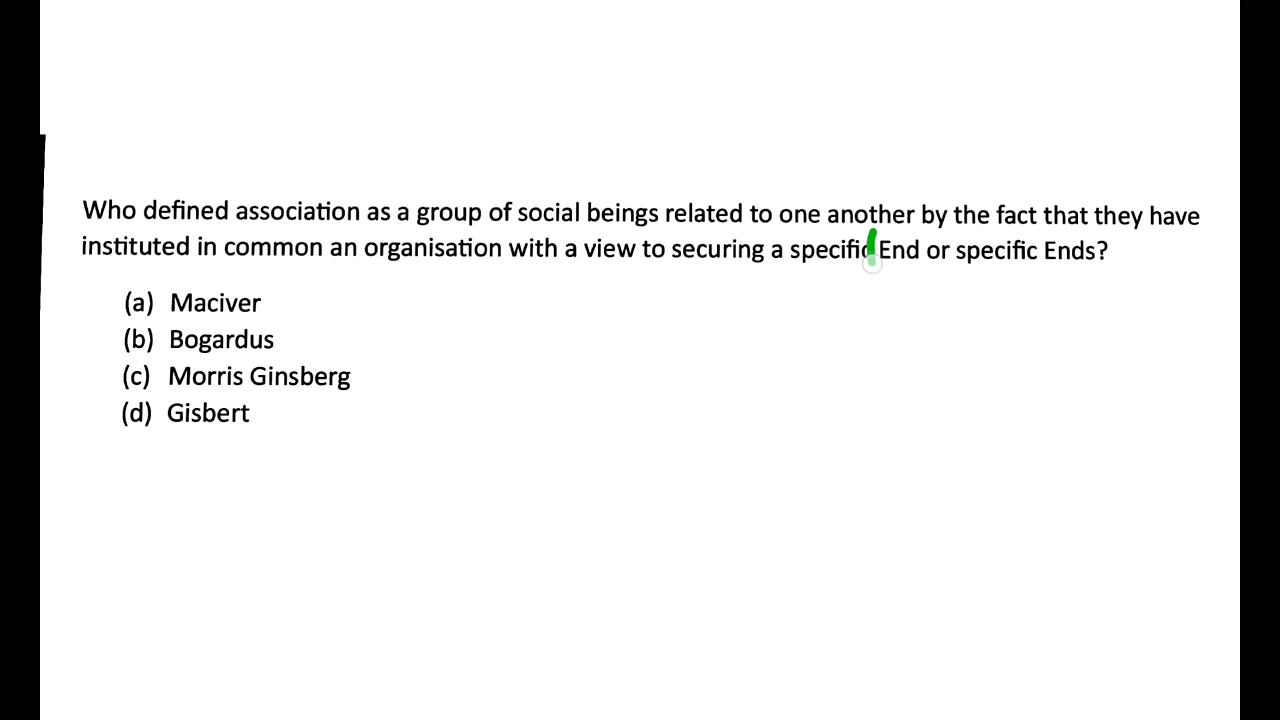 Who defined association as a group of social beings related to one another by the fact that they have
instituted in common an organisation with a view to securing a specific End or specific Ends?
(a) Maciver
(b) Bogardus
(c) Morris Ginsberg
(d) Gisbert